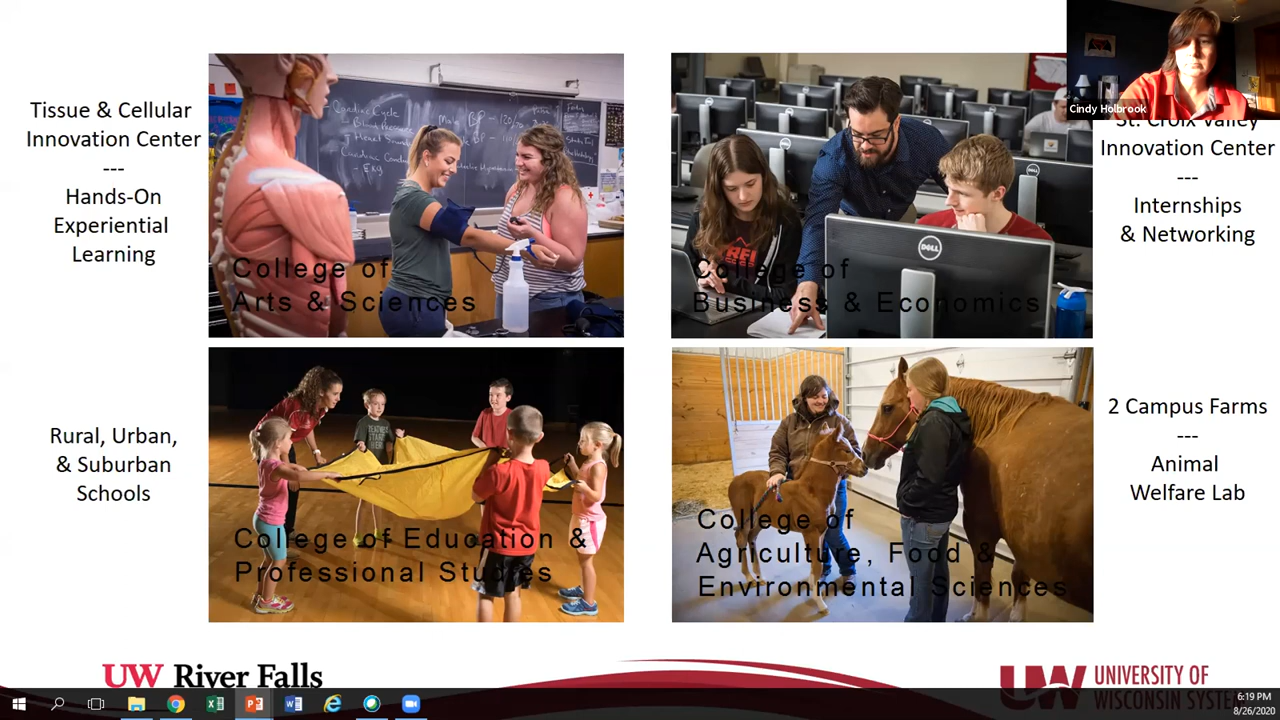 Cindy Holbrook
Tissue & Cellular
Innovation Center
---
Hands-On
Experiential
Learning
College of
Arts & Sciences
College of
Business & Economics
DELL
St. Croix Valley
Innovation Center
---
Internships
& Networking
Rural, Urban,
& Suburban
Schools
College of Education &
Professional Studies
College of
Agriculture, Food &
Environmental Sciences
2 Campus Farms
---
Animal
Welfare Lab
UW River Falls
UW UNIVERSITY OF
WISCONSIN SYSTEM
6:19 PM
8/26/2020